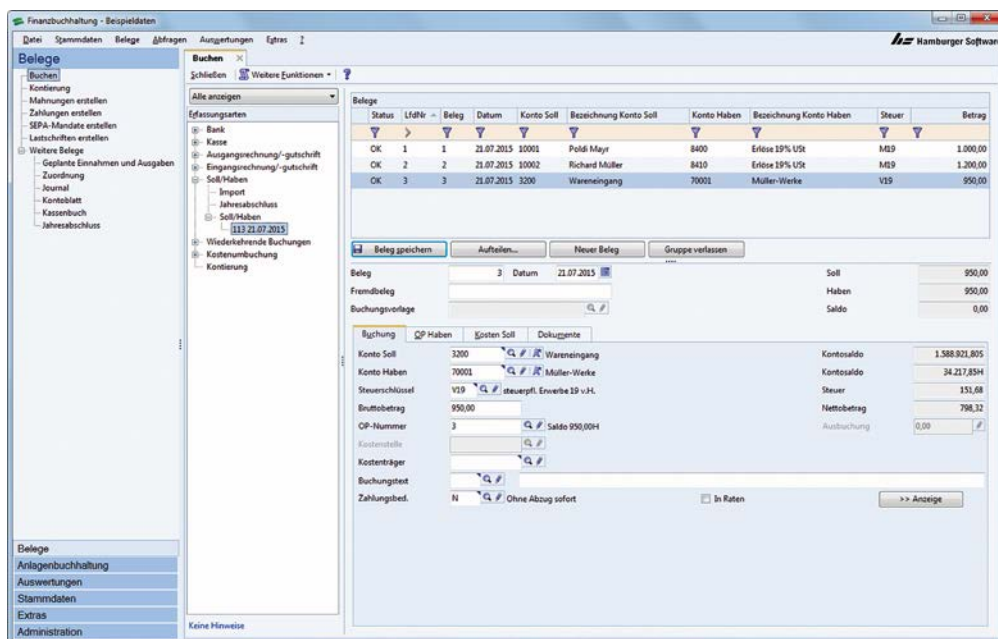 Finanzbuchhaltung - Beispieldaten
Datei Stammdaten Belege Abfragen Auswertungen Extras ?
hs Hamburger Software
Belege
Buchen
Kontierung
Mahnungen erstellen
Zahlungen erstellen
SEPA-Mandate erstellen
Lastschriften erstellen
Weitere Belege
Geplante Einnahmen und Ausgaben
Zuordnung
Journal
Kontoblatt
Kassenbuch
Jahresabschluss
Belege
Anlagenbuchhaltung
Auswertungen
Stammdaten
Extras
Administration
Buchen
Schließen Weitere Funktionen ?
Alle anzeigen
Erfassungsarten
Bank
Kasse
Ausgangsrechnung/-gutschrift
Eingangsrechnung/-gutschrift
Soll/Haben
Import
Jahresabschluss
Soll/Haben
113 21.07.2015
Wiederkehrende Buchungen
Kostenumbuchung
Kontierung
Keine Hinweise
Belege
Status LfdNr Beleg Datum Konto Soll Bezeichnung Konto Soll Konto Haben Bezeichnung Konto Haben Steuer Betrag
OK 1 1 21.07.2015 10001 Poldi Mayr 8400 Erlöse 19% USt M19 1.000,00
OK 2 2 21.07.2015 10002 Richard Müller 8410 Erlöse 19% USt M19 1.200,00
OK 3 3 21.07.2015 3200 Wareneingang 70001 Müller-Werke V19 950,00
Beleg speichern Aufteilen... Neuer Beleg Gruppe verlassen
Beleg 3 Datum 21.07.2015 Soll 950,00
Fremdbeleg Haben 950,00
Buchungsvorlage Saldo 0,00
Buchung OP Haben Kosten Soll Dokumente
Konto Soll 3200 Wareneingang Kontosaldo 1.588.921,80S
Konto Haben 70001 Müller-Werke Kontosaldo 34.217,85H
Steuerschlüssel V19 steuerpfl. Erwerbe 19 v.H. Steuer 151,68
Bruttobetrag 950,00 Nettobetrag 798,32
OP-Nummer 3 Saldo 950,00H Ausbuchung 0,00
Kostenstelle
Kostenträger
Buchungstext
Zahlungsbed. N Ohne Abzug sofort In Raten >> Anzeige